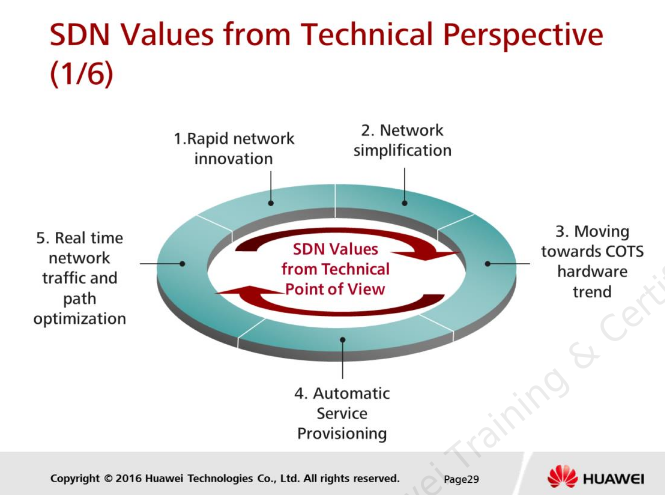 SDN Values from Technical Perspective
(1/6)
1.Rapid network
innovation
2. Network
simplification
3. Moving
towards COTS
hardware
trend
4. Automatic
Service
Provisioning
5. Real time
network
traffic and
path
optimization
SDN Values
from Technical
Point of View
Training & Certi
Copyright © 2016 Huawei Technologies Co., Ltd. All rights reserved.
Page29
HUAWEI